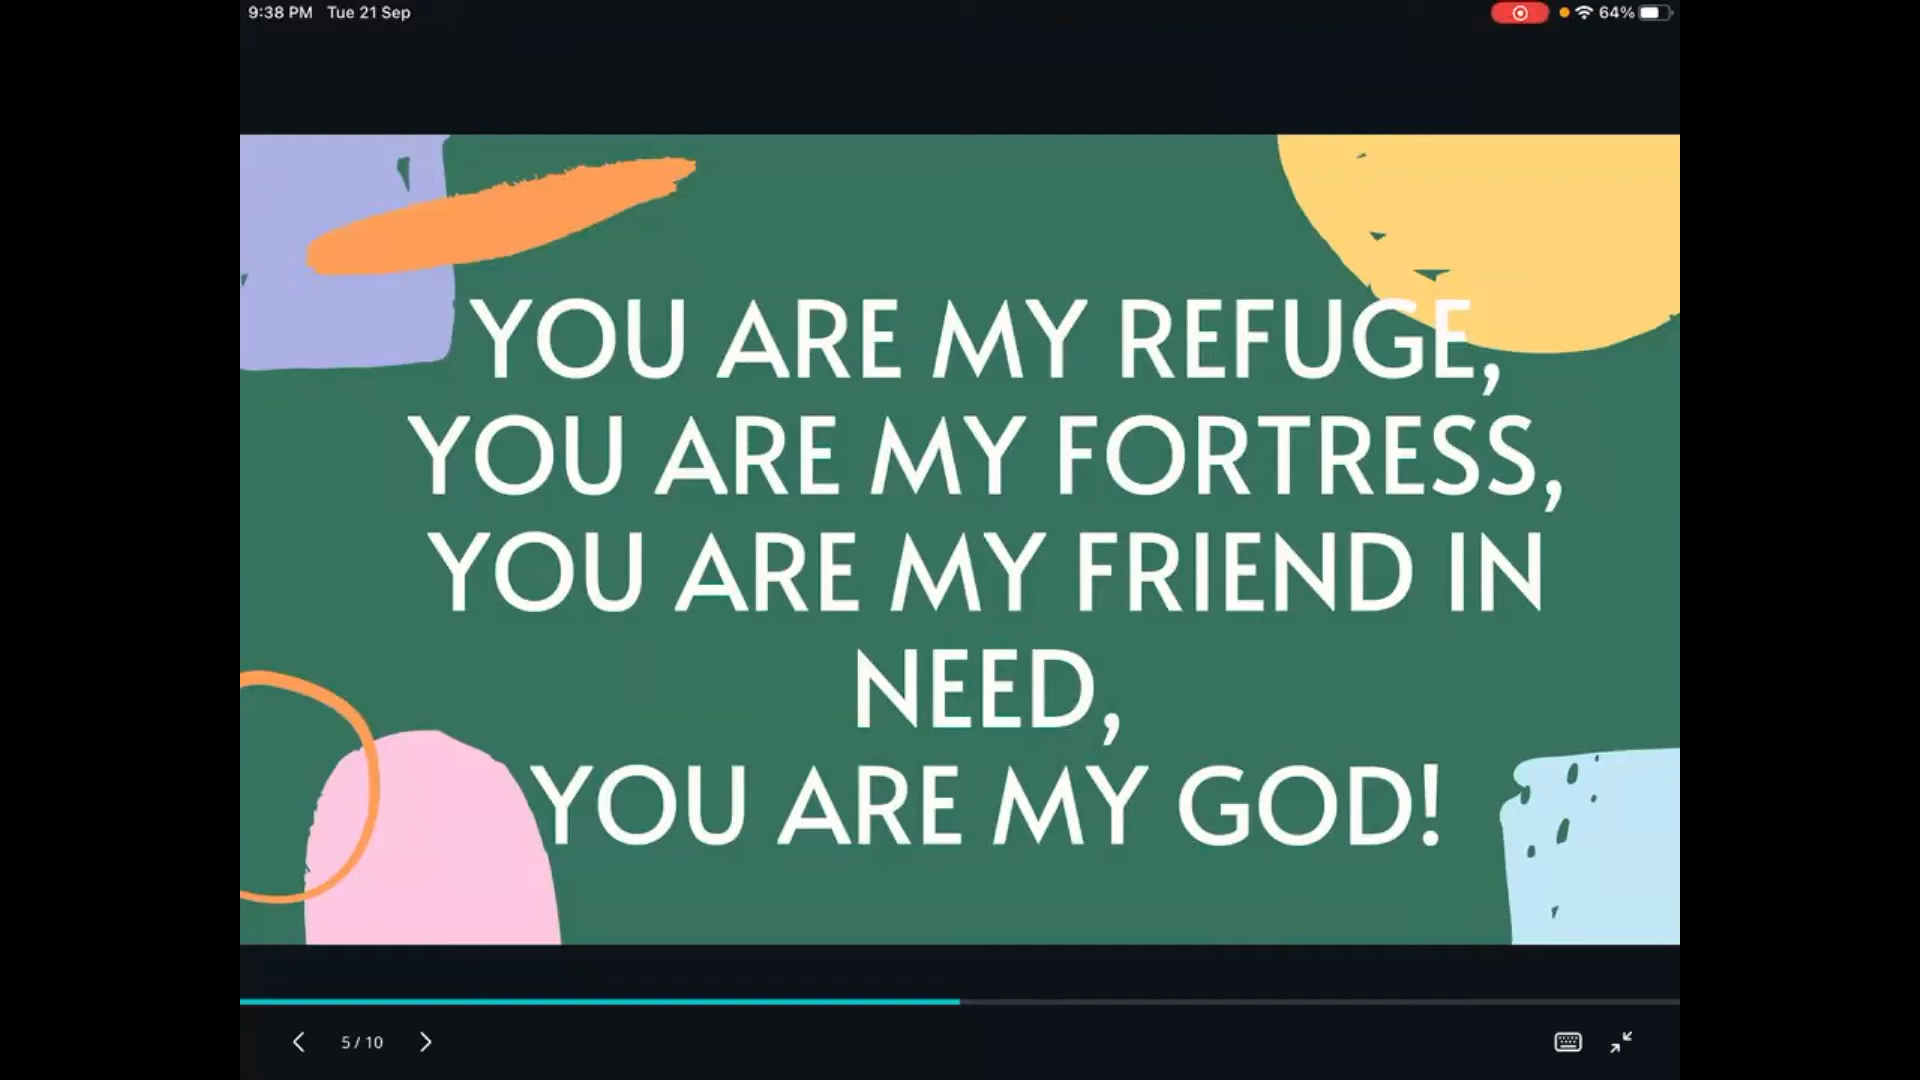 9:38 PM Tue 21 Sep
64%
YOU ARE MY REFUGE,
YOU ARE MY FORTRESS,
YOU ARE MY FRIEND IN
NEED,
YOU ARE MY GOD!
5 / 10